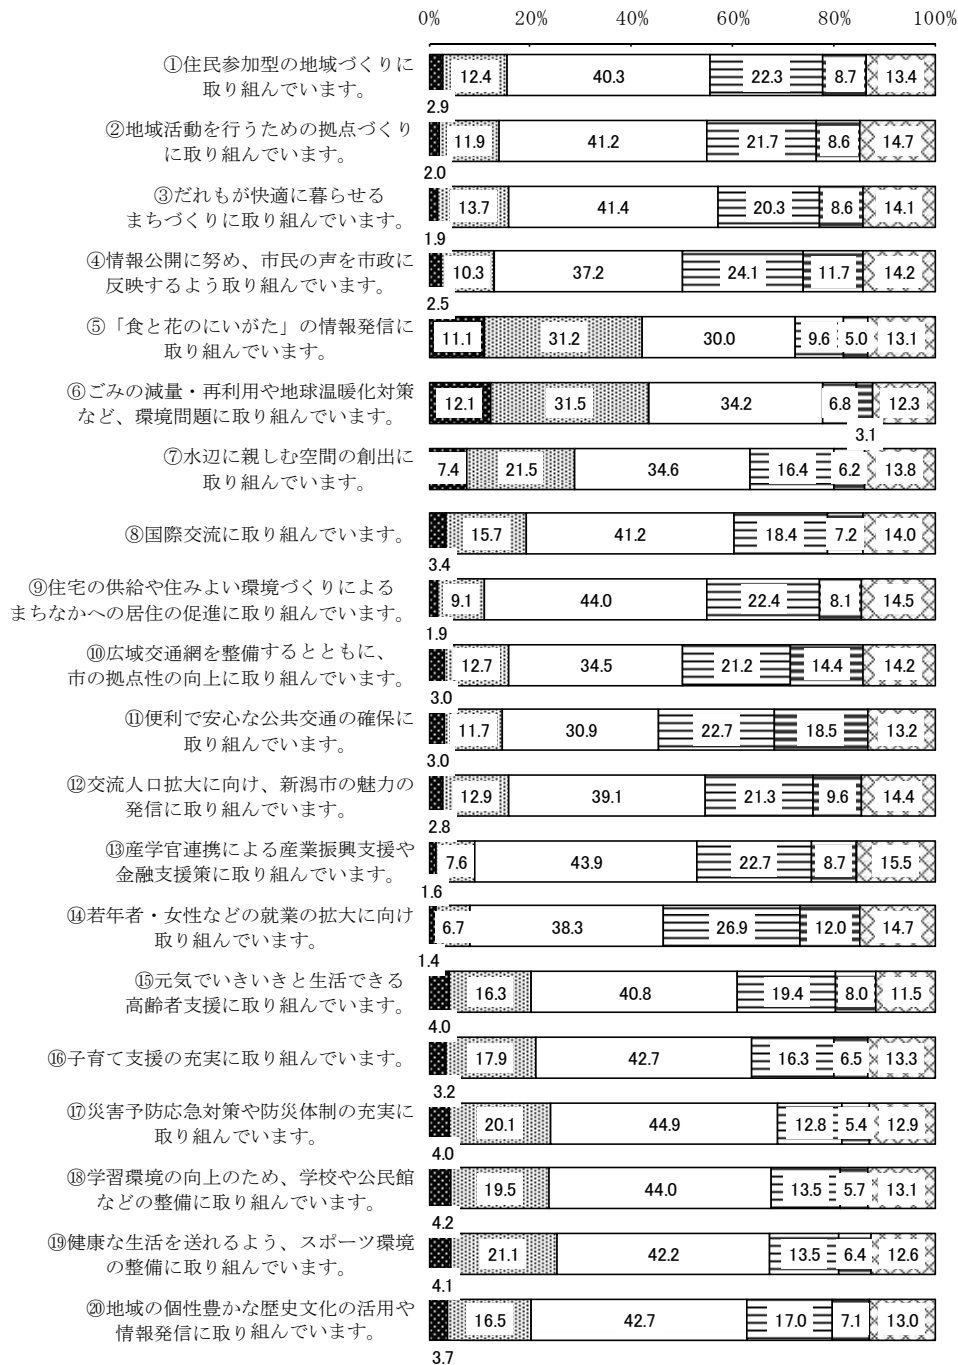 0% 20% 40% 60% 80% 100%
①住民参加型の地域づくりに
取り組んでいます。
2.9 12.4 40.3 22.3 8.7 13.4
②地域活動を行うための拠点づくり
に取り組んでいます。
2.0 11.9 41.2 21.7 8.6 14.7
③だれもが快適に暮らせる
まちづくりに取り組んでいます。
1.9 13.7 41.4 20.3 8.6 14.1
④情報公開に努め、市民の声を市政に
反映するよう取り組んでいます。
2.5 10.3 37.2 24.1 11.7 14.2
⑤「食と花のにいがた」の情報発信に
取り組んでいます。
11.1 31.2 30.0 9.6 5.0 13.1
⑥ごみの減量・再利用や地球温暖化対策
など、環境問題に取り組んでいます。
12.1 31.5 34.2 6.8 3.1 12.3
⑦水辺に親しむ空間の創出に
取り組んでいます。
7.4 21.5 34.6 16.4 6.2 13.8
⑧国際交流に取り組んでいます。
3.4 15.7 41.2 18.4 7.2 14.0
⑨住宅の供給や住みよい環境づくりによる
まちなかへの居住の促進に取り組んでいます。
1.9 9.1 44.0 22.4 8.1 14.5
⑩広域交通網を整備するとともに、
市の拠点性の向上に取り組んでいます。
3.0 12.7 34.5 21.2 14.4 14.2
⑪便利で安心な公共交通の確保に
取り組んでいます。
3.0 11.7 30.9 22.7 18.5 13.2
⑫交流人口拡大に向け、新潟市の魅力の
発信に取り組んでいます。
2.8 12.9 39.1 21.3 9.6 14.4
⑬産学官連携による産業振興支援や
金融支援策に取り組んでいます。
1.6 7.6 43.9 22.7 8.7 15.5
⑭若年者・女性などの就業の拡大に向け
取り組んでいます。
1.4 6.7 38.3 26.9 12.0 14.7
⑮元気でいきいきと生活できる
高齢者支援に取り組んでいます。
4.0 16.3 40.8 19.4 8.0 11.5
⑯子育て支援の充実に取り組んでいます。
3.2 17.9 42.7 16.3 6.5 13.3
⑰災害予防応急対策や防災体制の充実に
取り組んでいます。
4.0 20.1 44.9 12.8 5.4 12.9
⑱学習環境の向上のため、学校や公民館
などの整備に取り組んでいます。
4.2 19.5 44.0 13.5 5.7 13.1
⑲健康な生活を送れるよう、スポーツ環境
の整備に取り組んでいます。
4.1 21.1 42.2 13.5 6.4 12.6
⑳地域の個性豊かな歴史文化の活用や
情報発信に取り組んでいます。
3.7 16.5 42.7 17.0 7.1 13.0